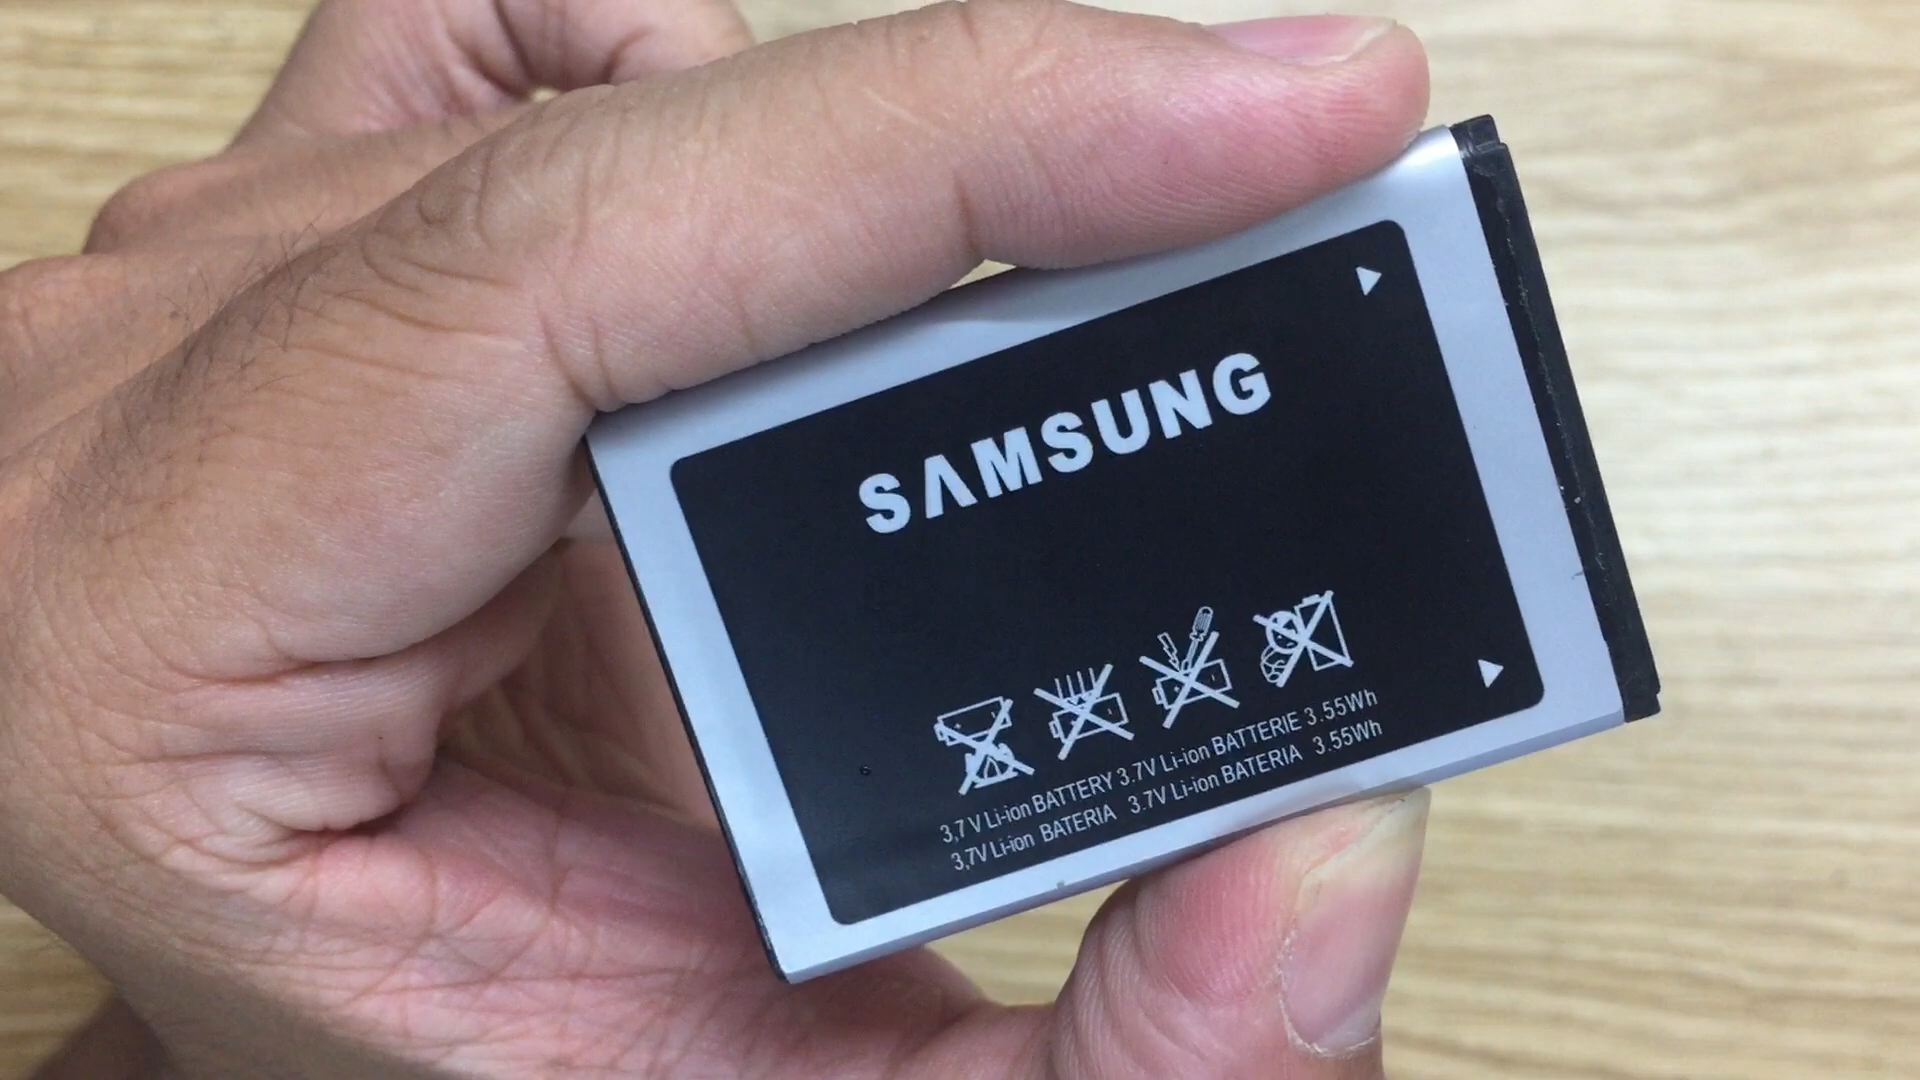 SAMSUNG
3,7 V Li-ion BATTERY 3.7V Li-ion BATTERIE 3.55Wh
3,7V Li-ion BATERIA 3.7V Li-ion BATERIA 3.55Wh